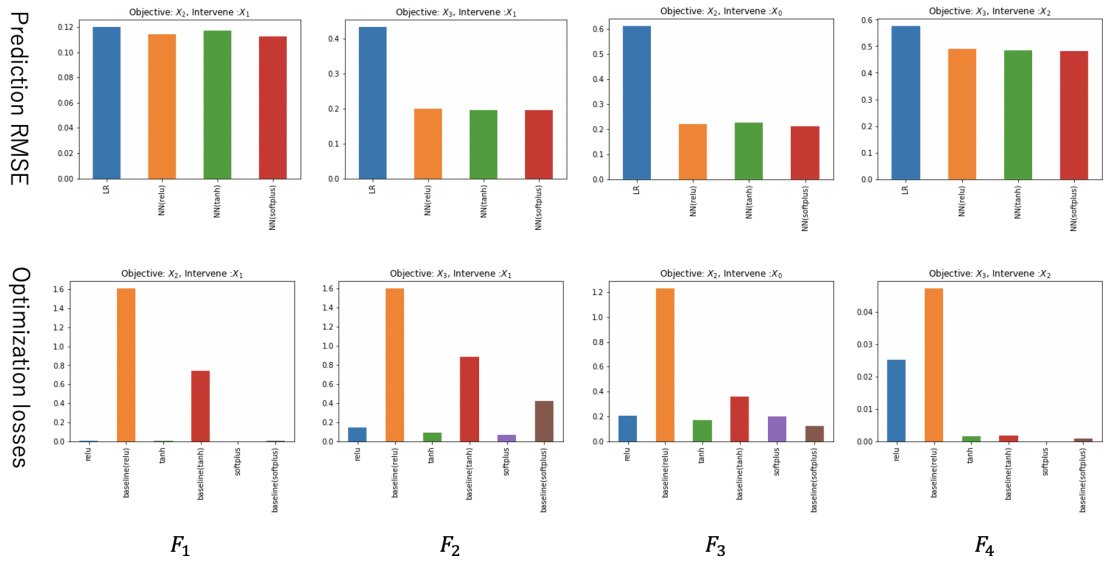 Prediction RMSE
Objective: X₂, Intervene :X₁
0.12
0.10
0.08
0.06
0.04
0.02
0.00
LR
NN(relu)
NN(tanh)
NN(softplus)
Objective: X₃, Intervene :X₁
0.4
0.3
0.2
0.1
0.0
LR
NN(relu)
NN(tanh)
NN(softplus)
Objective: X₂, Intervene :X₀
0.6
0.5
0.4
0.3
0.2
0.1
0.0
LR
NN(relu)
NN(tanh)
NN(softplus)
Objective: X₃, Intervene :X₂
0.6
0.5
0.4
0.3
0.2
0.1
0.0
LR
NN(relu)
NN(tanh)
NN(softplus)
Optimization losses
Objective: X₂, Intervene :X₁
1.6
1.4
1.2
1.0
0.8
0.6
0.4
0.2
0.0
relu
baseline(relu)
tanh
baseline(tanh)
softplus
baseline(softplus)
Objective: X₃, Intervene :X₁
1.6
1.4
1.2
1.0
0.8
0.6
0.4
0.2
0.0
relu
baseline(relu)
tanh
baseline(tanh)
softplus
baseline(softplus)
Objective: X₂, Intervene :X₀
1.2
1.0
0.8
0.6
0.4
0.2
0.0
relu
baseline(relu)
tanh
baseline(tanh)
softplus
baseline(softplus)
Objective: X₃, Intervene :X₂
0.04
0.03
0.02
0.01
0.00
relu
baseline(relu)
tanh
baseline(tanh)
softplus
baseline(softplus)
F₁
F₂
F₃
F₄